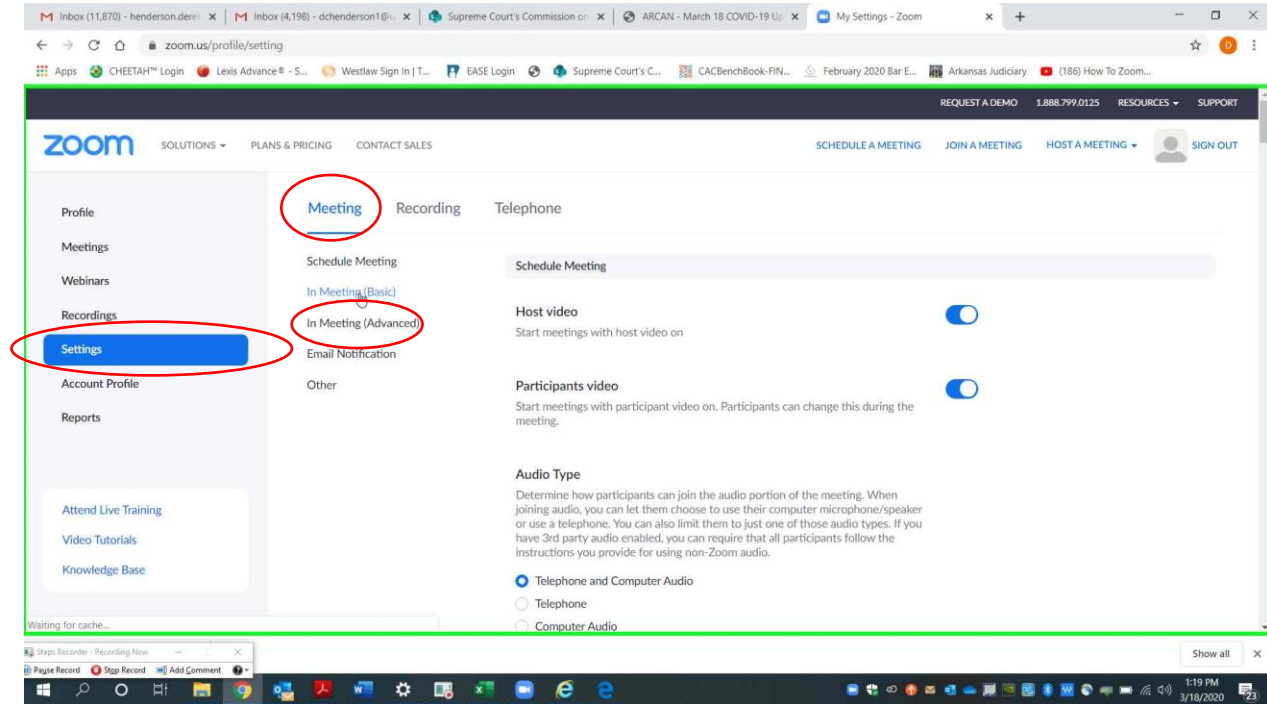 Inbox (11,870) - henderson.derel
Inbox (4,198) - dchenderson1@u
Supreme Court's Commission on
ARCAN - March 18 COVID-19 Up
My Settings - Zoom
zoom.us/profile/setting
Apps CHEETAH™ Login Lexis Advance® - S... Westlaw Sign In | T... EASE Login Supreme Court's C... CACBenchBook-FIN... February 2020 Bar E... Arkansas Judiciary (186) How To Zoom...
REQUEST A DEMO 1.888.799.0125 RESOURCES SUPPORT
zoom SOLUTIONS PLANS & PRICING CONTACT SALES SCHEDULE A MEETING JOIN A MEETING HOST A MEETING SIGN OUT
Profile
Meetings
Webinars
Recordings
Settings
Account Profile
Reports
Attend Live Training
Video Tutorials
Knowledge Base
Meeting Recording Telephone
Schedule Meeting
In Meeting (Basic)
In Meeting (Advanced)
Email Notification
Other
Schedule Meeting
Host video
Start meetings with host video on
Participants video
Start meetings with participant video on. Participants can change this during the
meeting.
Audio Type
Determine how participants can join the audio portion of the meeting. When
joining audio, you can let them choose to use their computer microphone/speaker
or use a telephone. You can also limit them to just one of those audio types. If you
have 3rd party audio enabled, you can require that all participants follow the
instructions you provide for using non-Zoom audio.
Telephone and Computer Audio
Telephone
Computer Audio
Waiting for cache...
Steps Recorder - Recording Now
Pause Record Stop Record Add Comment
Show all
1:19 PM
3/18/2020
23